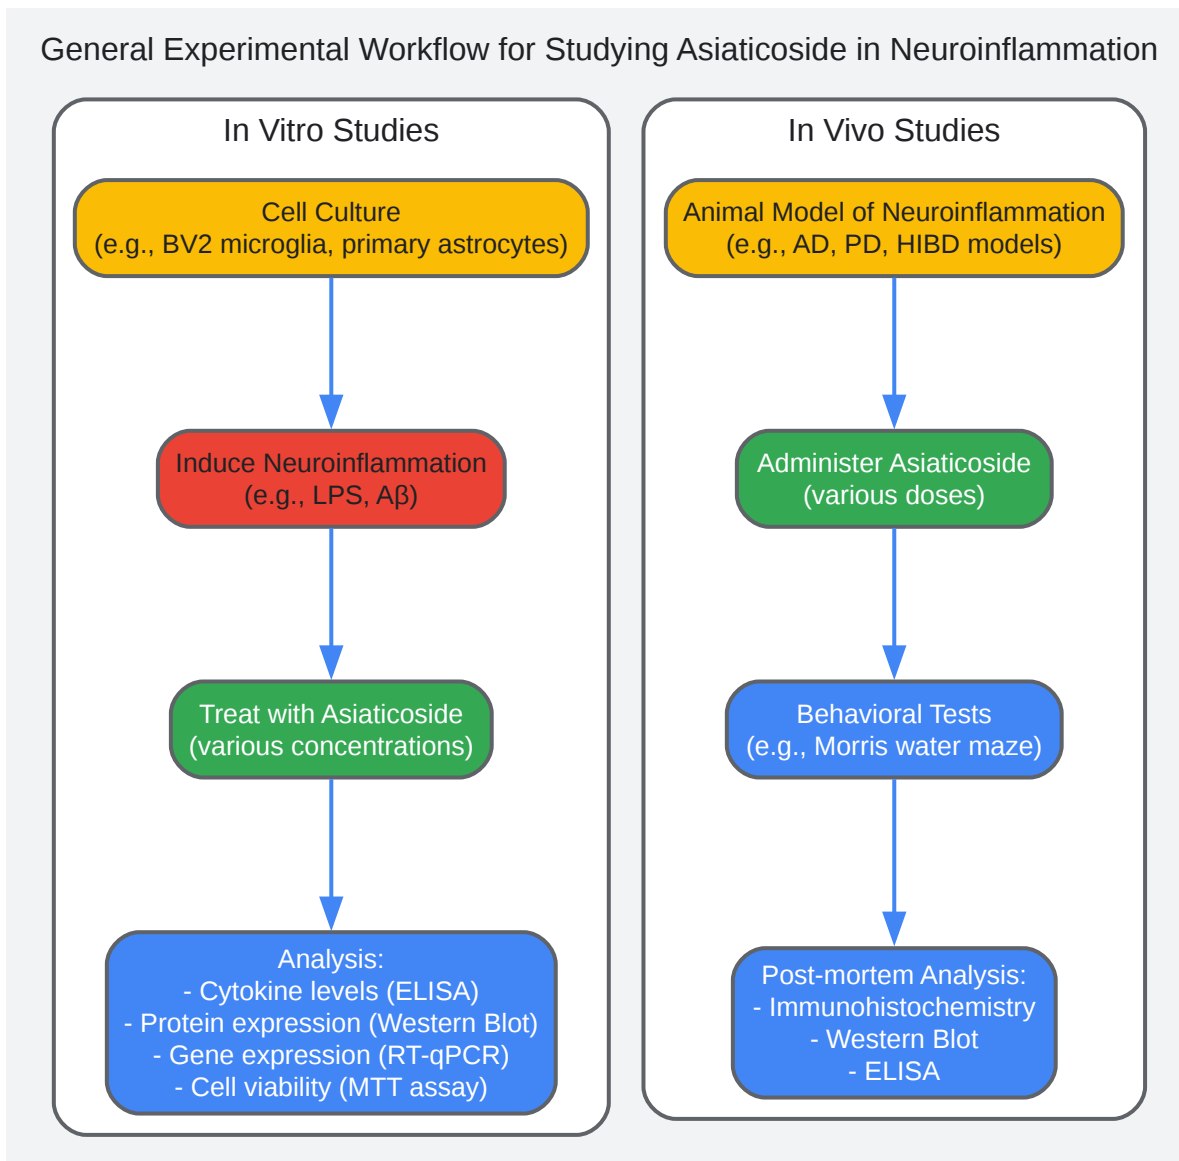 General Experimental Workflow for Studying Asiaticoside in Neuroinflammation
In Vitro Studies
Cell Culture
(e.g., BV2 microglia, primary astrocytes)
Induce Neuroinflammation
(e.g., LPS, Aβ)
Treat with Asiaticoside
(various concentrations)
Analysis:
- Cytokine levels (ELISA)
- Protein expression (Western Blot)
- Gene expression (RT-qPCR)
- Cell viability (MTT assay)
In Vivo Studies
Animal Model of Neuroinflammation
(e.g., AD, PD, HIBD models)
Administer Asiaticoside
(various doses)
Behavioral Tests
(e.g., Morris water maze)
Post-mortem Analysis:
- Immunohistochemistry
- Western Blot
- ELISA